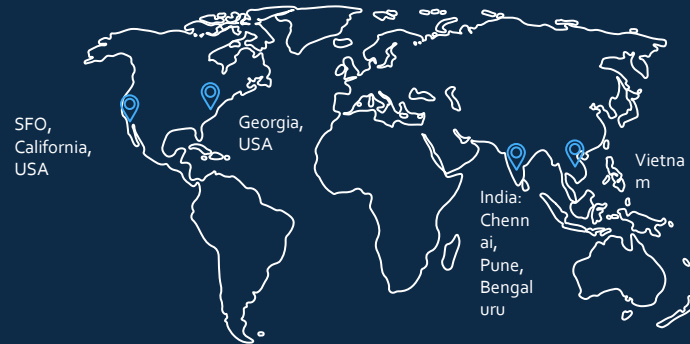 SFO,
California,
USA
Georgia,
USA
India:
Chenn
ai,
Pune,
Bengal
uru
Vietna
m